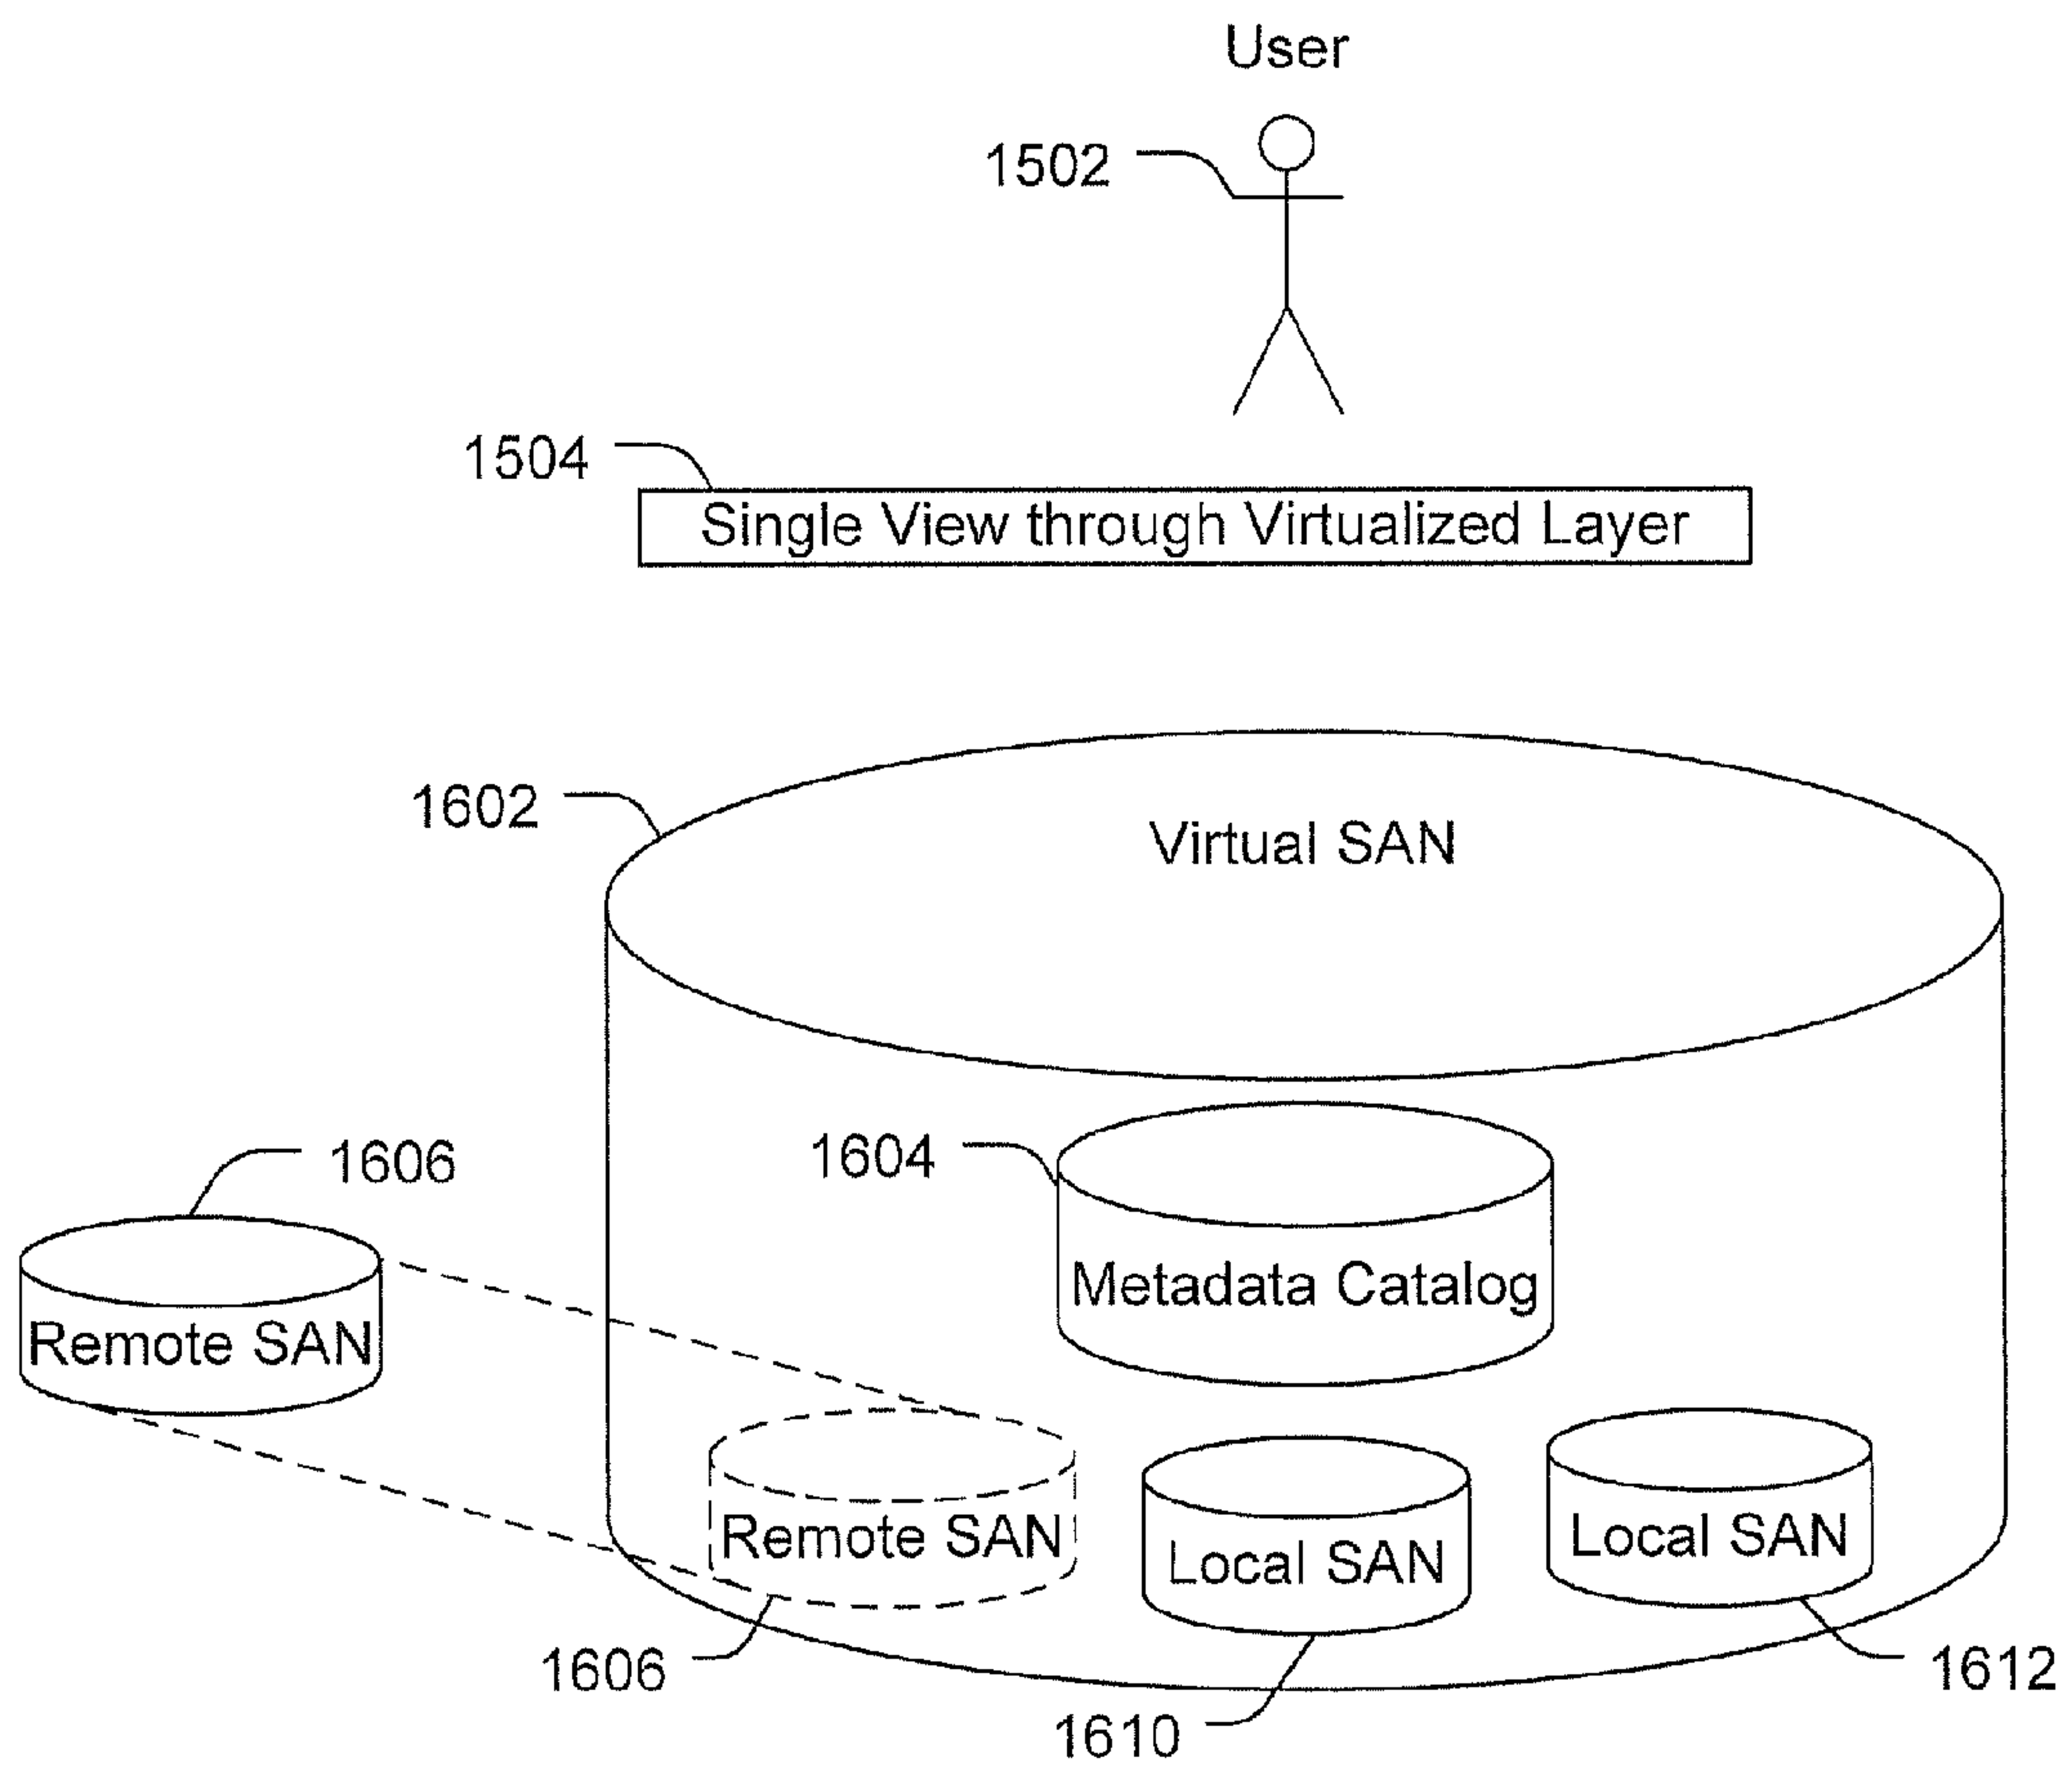 User
1502
1504
Single View through Virtualized Layer
1602
Virtual SAN
1606
1604
Metadata Catalog
Remote SAN
Remote SAN
Local SAN
Local SAN
1606
1610
1612